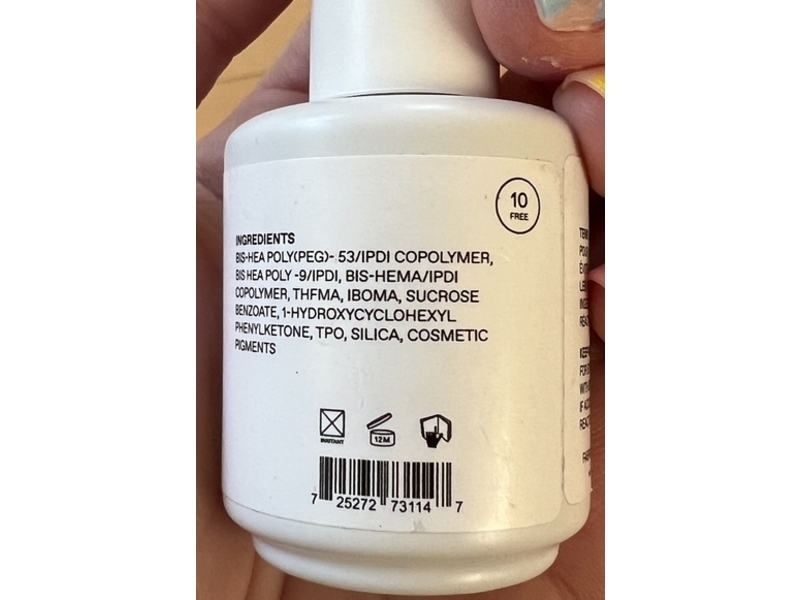 10
FREE
INGREDIENTS
BIS-HEA POLY(PEG)- 53/IPDI COPOLYMER,
BIS HEA POLY -9/IPDI, BIS-HEMA/IPDI
COPOLYMER, THFMA, IBOMA, SUCROSE
BENZOATE, 1-HYDROXYCYCLOHEXYL
PHENYLKETONE, TPO, SILICA, COSMETIC
PIGMENTS
IRRITANT
12M
7 25272 73114 7